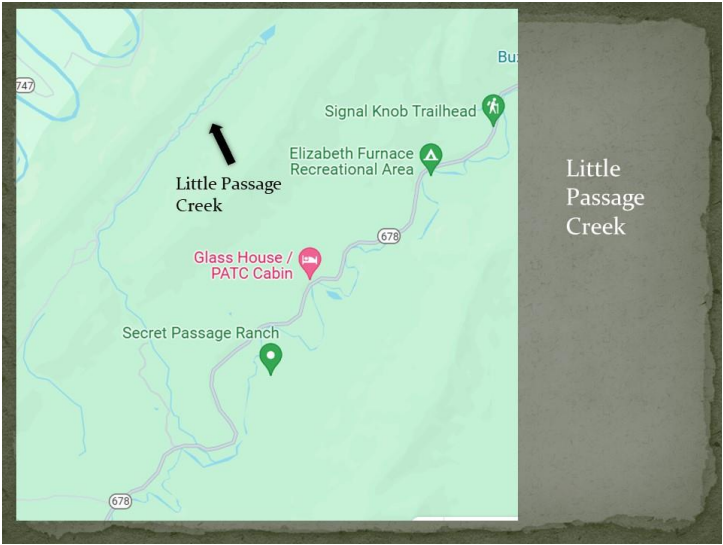 747
Signal Knob Trailhead
Elizabeth Furnace
Recreational Area
Little Passage
Creek
678
Glass House /
PATC Cabin
Secret Passage Ranch
678
Little
Passage
Creek